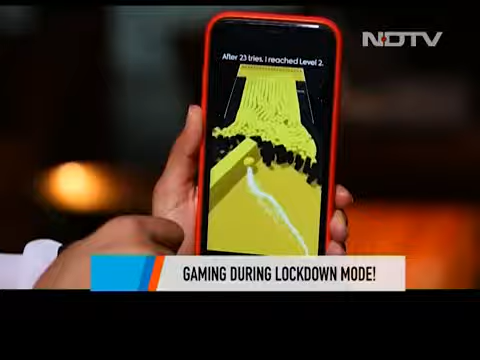 NDTV
After 23 tries. I reached Level 2.
GAMING DURING LOCKDOWN MODE!